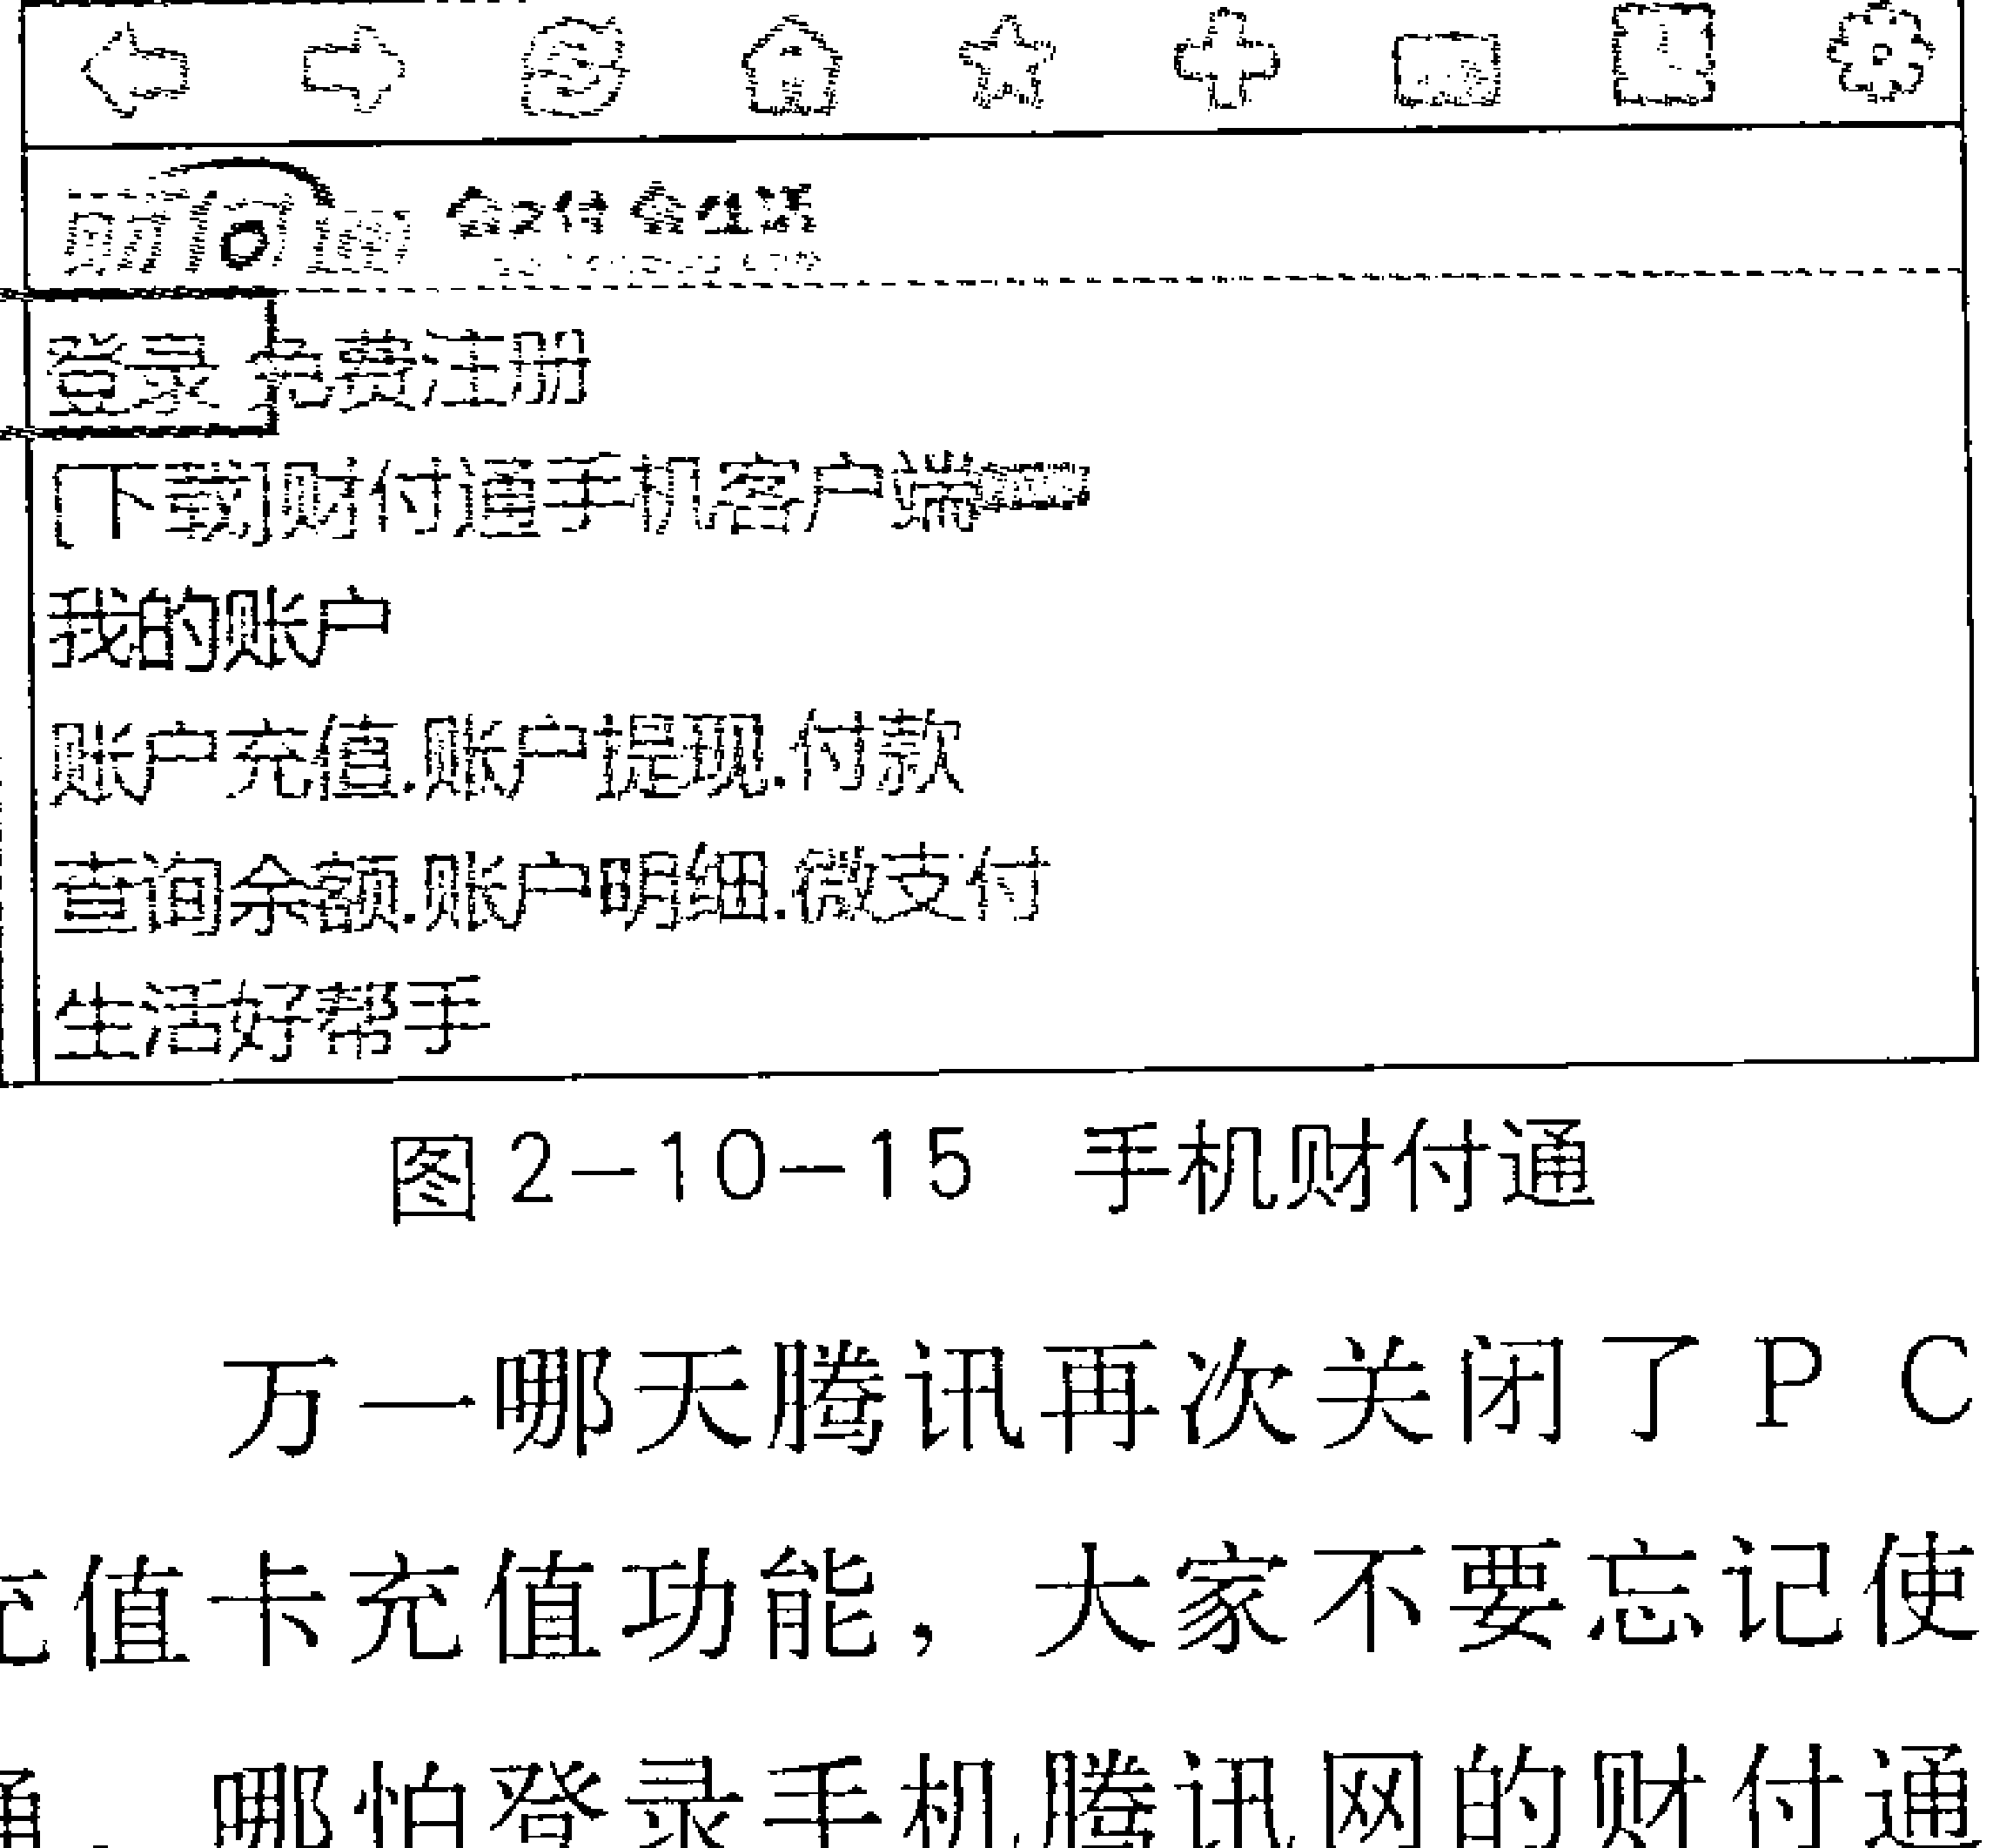 财付通 会支付 会生活
登录 免费注册
[下载]财付通手机客户端
我的账户
账户充值.账户提现.付款
查询余额.账户明细.微支付
生活好帮手
图2-10-15 手机财付通
万一哪天腾讯再次关闭了PC
充值卡充值功能，大家不要忘记使
通，哪怕登录手机腾讯网的财付通